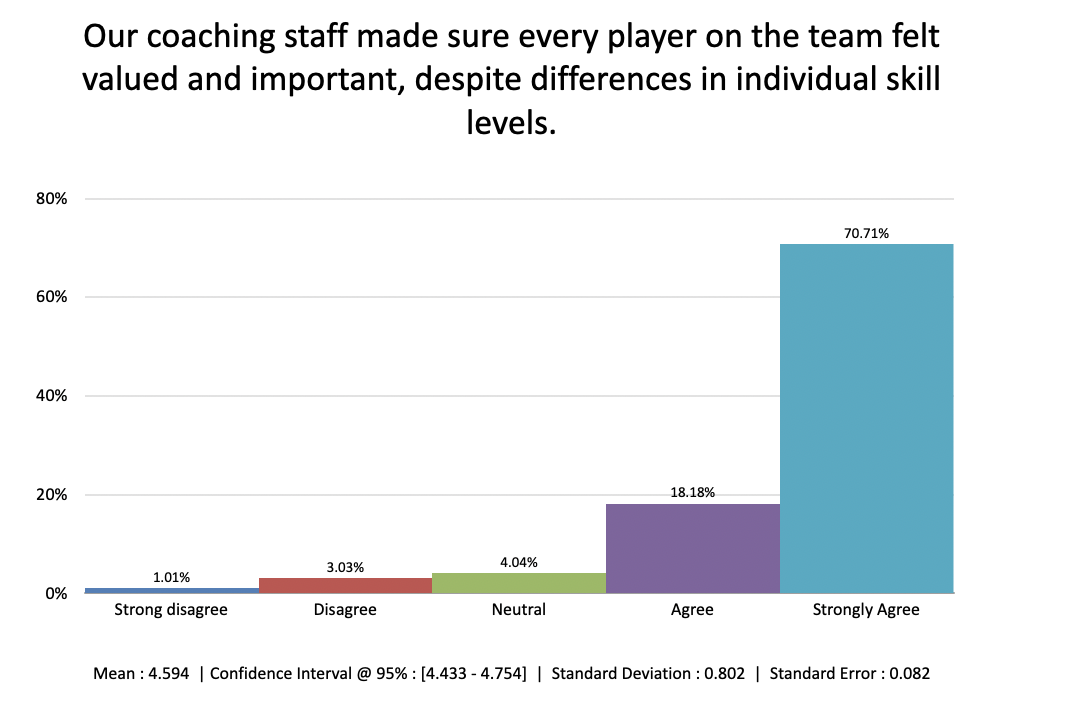 Our coaching staff made sure every player on the team felt
valued and important, despite differences in individual skill
levels.
80%
70.71%
60%
40%
20%
18.18%
4.04%
3.03%
1.01%
0%
Strong disagree
Disagree
Neutral
Agree
Strongly Agree
Mean : 4.594 | Confidence Interval @ 95% : [4.433 - 4.754] | Standard Deviation : 0.802 | Standard Error : 0.082